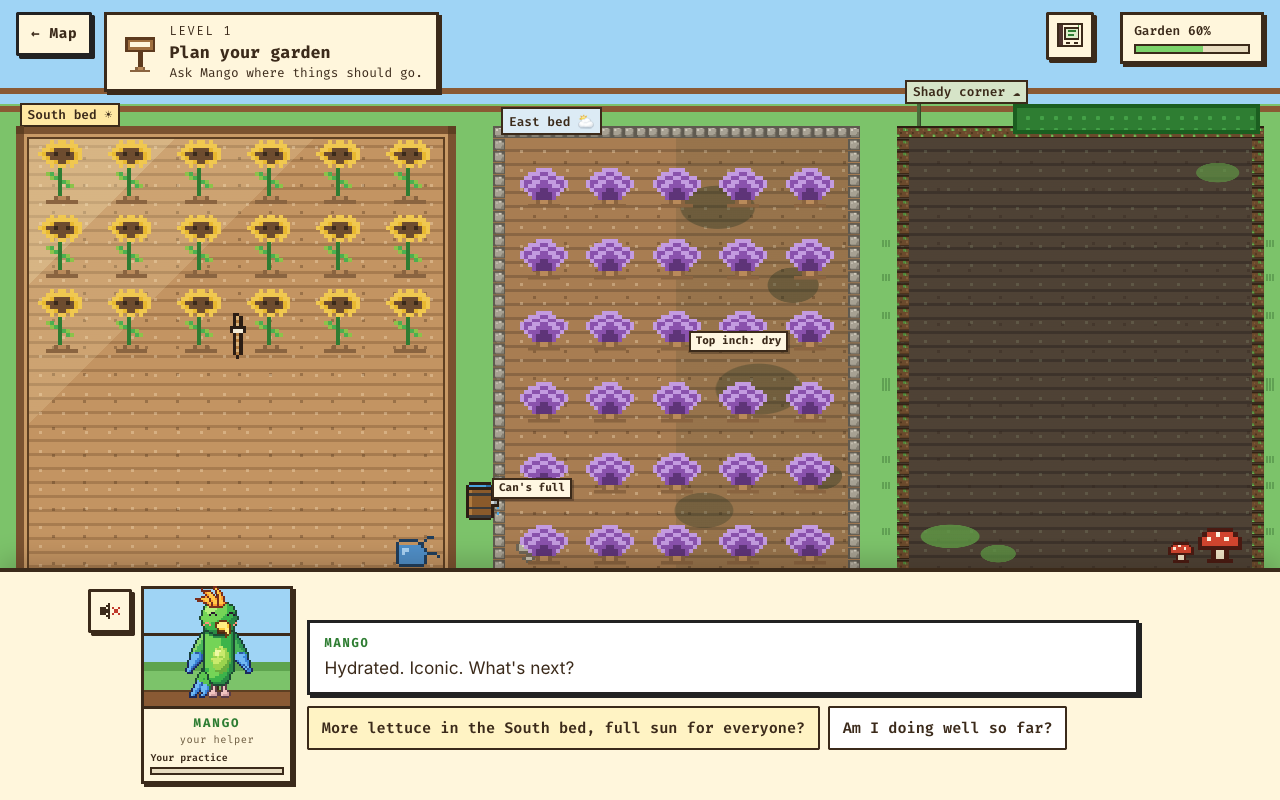 ← Map
LEVEL 1
Plan your garden
Ask Mango where things should go.
Garden 60%
Shady corner ☁
South bed ☀
East bed ⛅
Top inch: dry
Can's full
MANGO
Hydrated. Iconic. What's next?
MANGO
your helper
Your practice
More lettuce in the South bed, full sun for everyone?
Am I doing well so far?